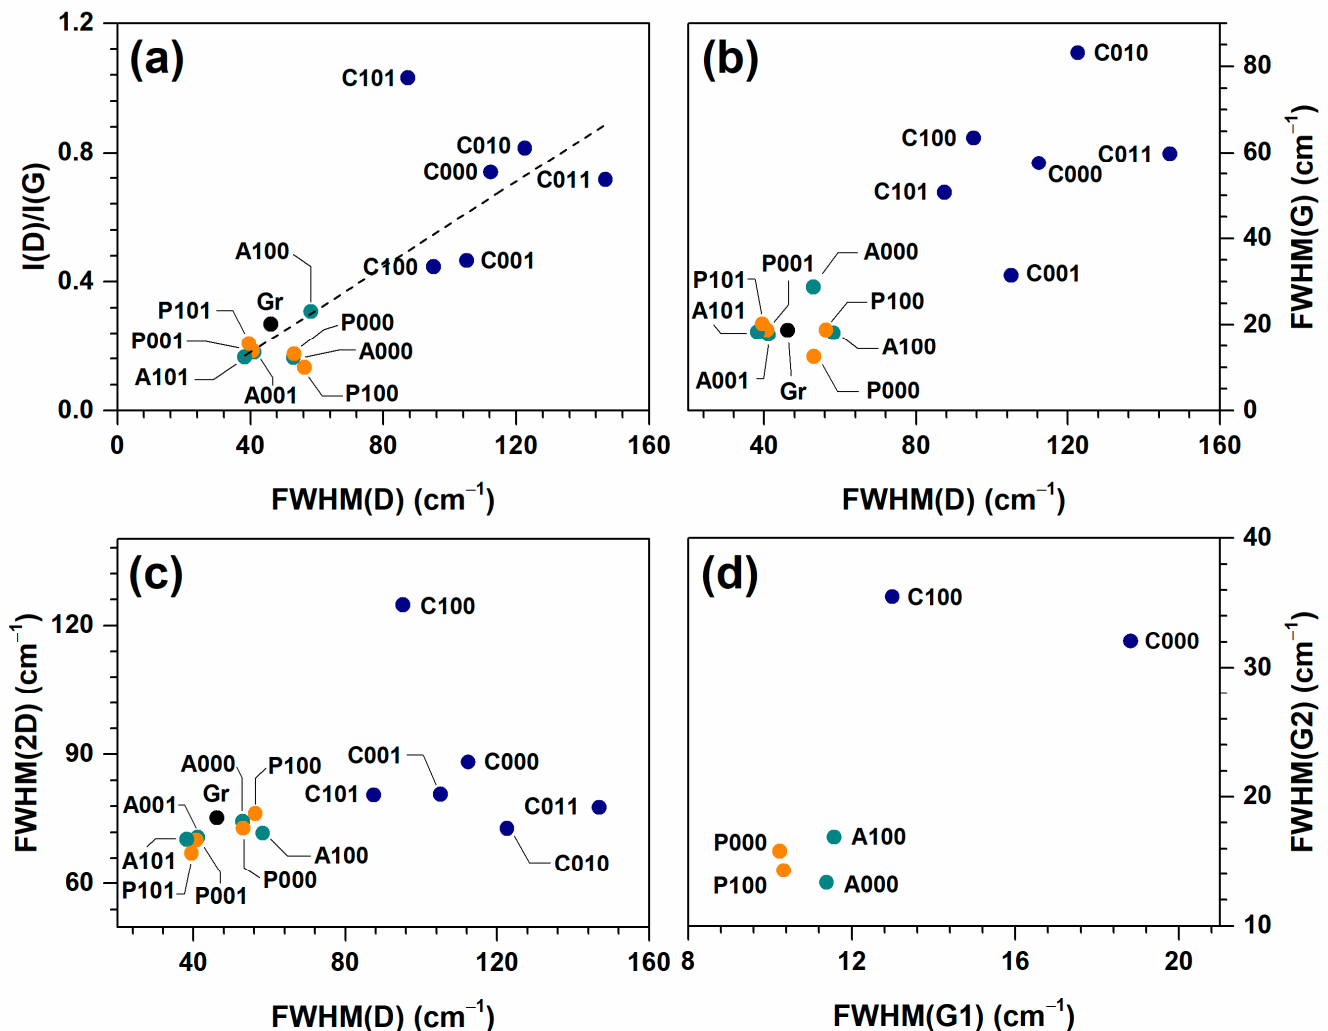 (a)
1.2
0.8
0.4
0.0
I(D)/I(G)
C101
C010
C000
C011
C100
C001
A100
Gr
P101
P001
A101
A001
P000
A000
P100
0
40
80
120
160
FWHM(D) (cm−1)
(b)
C010
C100
C011
C000
C101
C001
A000
P001
P101
A101
P100
A100
A001
Gr
P000
80
60
40
20
0
FWHM(G) (cm−1)
40
80
120
160
FWHM(D) (cm−1)
(c)
120
90
60
FWHM(2D) (cm−1)
C100
C001
C000
C101
C011
C010
A000
P100
Gr
A001
A101
P101
P001
A100
P000
40
80
120
160
FWHM(D) (cm−1)
(d)
C100
C000
P000
A100
P100
A000
40
30
20
10
FWHM(G2) (cm−1)
8
12
16
20
FWHM(G1) (cm−1)